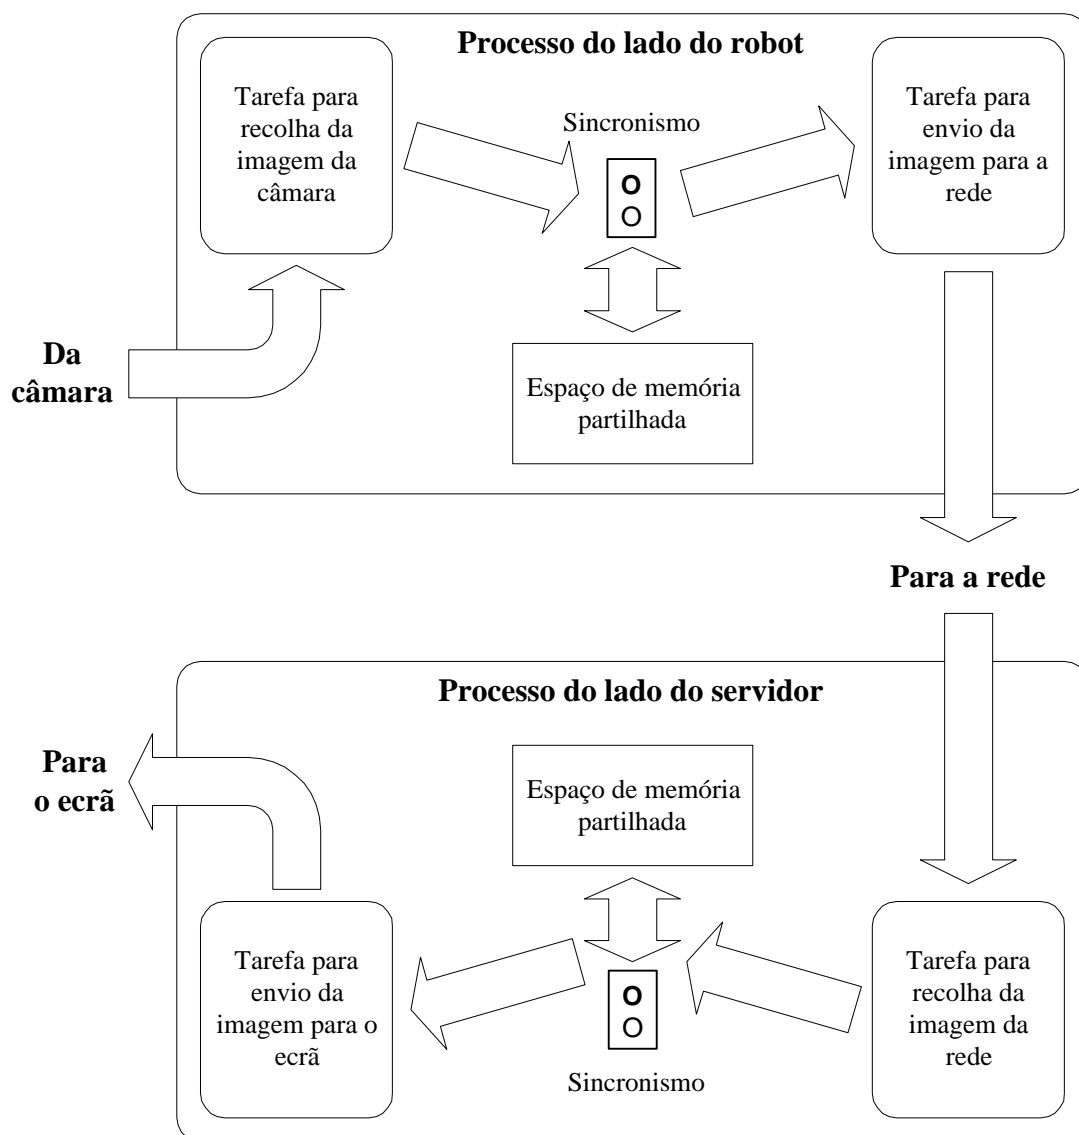 Processo do lado do robot
Tarefa para
recolha da
imagem da
câmara
Sincronismo
O
O
Tarefa para
envio da
imagem para a
rede
Da
câmara
Espaço de memória
partilhada
Para a rede
Processo do lado do servidor
Para
o ecrã
Espaço de memória
partilhada
Tarefa para
envio da
imagem para o
ecrã
O
O
Sincronismo
Tarefa para
recolha da
imagem da
rede